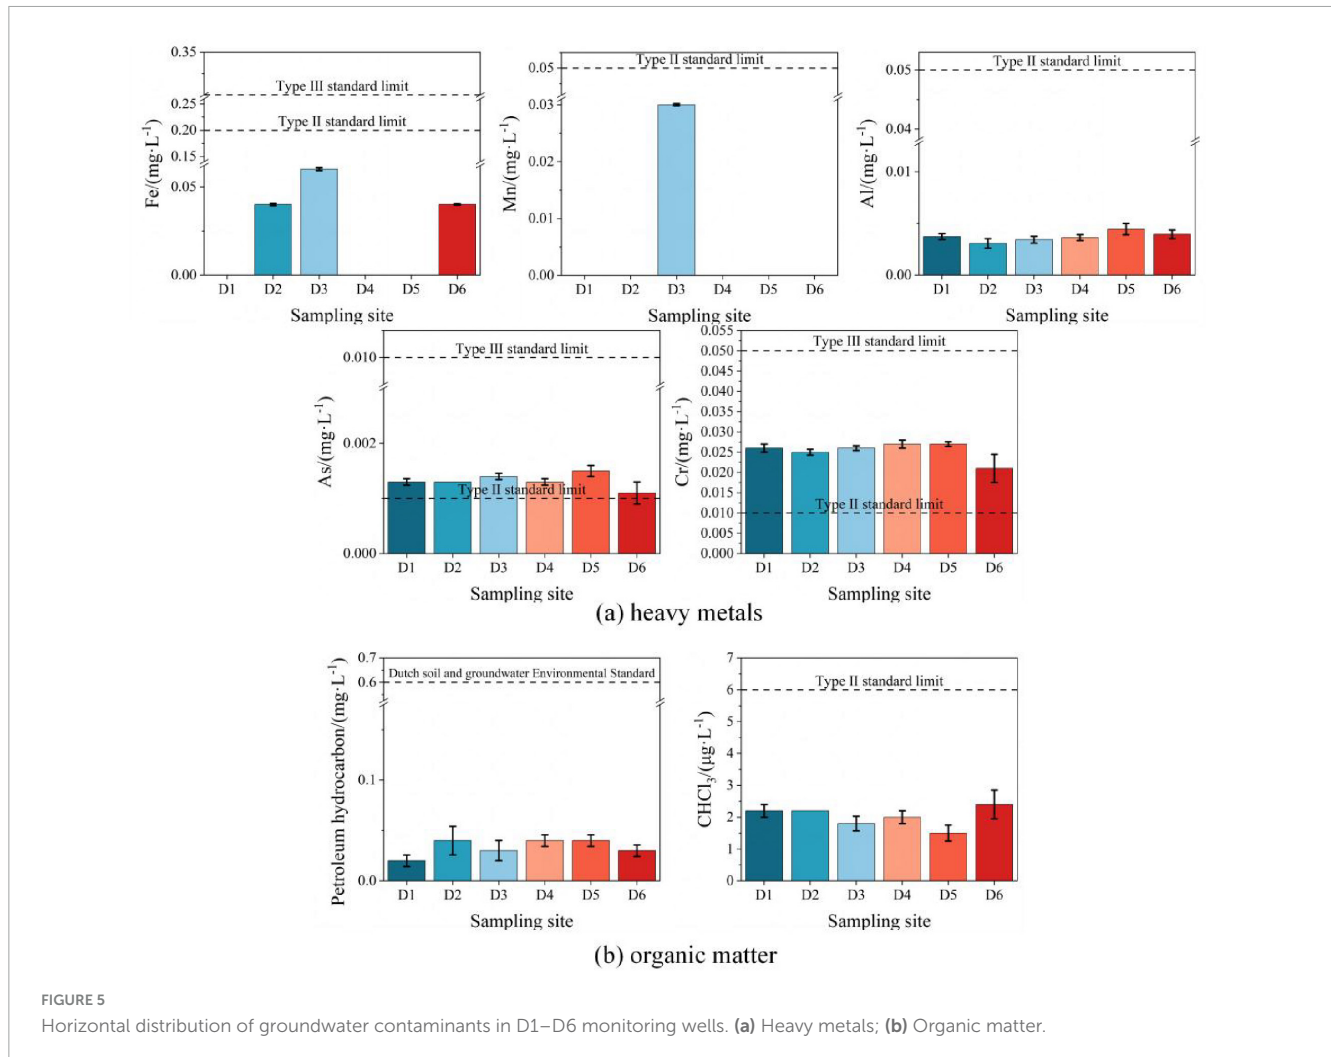 0.35
Type III standard limit
0.25
Type II standard limit
0.20
0.15
0.05
0.00
Fe/(mg·L⁻¹)
D1 D2 D3 D4 D5 D6
Sampling site
Type II standard limit
0.05
0.03
0.02
0.01
0.00
Mn/(mg·L⁻¹)
D1 D2 D3 D4 D5 D6
Sampling site
Type II standard limit
0.05
0.04
0.01
0.00
Al/(mg·L⁻¹)
D1 D2 D3 D4 D5 D6
Sampling site
Type III standard limit
0.010
0.002
Type II standard limit
0.000
As/(mg·L⁻¹)
D1 D2 D3 D4 D5 D6
Sampling site
0.055
Type III standard limit
0.050
0.045
0.040
0.035
0.030
0.025
0.020
0.015
Type II standard limit
0.010
0.005
0.000
Cr/(mg·L⁻¹)
D1 D2 D3 D4 D5 D6
Sampling site
(a) heavy metals
0.7
Dutch soil and groundwater Environmental Standard
0.6
0.1
0.0
Petroleum hydrocarbon/(mg·L⁻¹)
D1 D2 D3 D4 D5 D6
Sampling site
7
Type II standard limit
6
5
4
3
2
1
0
CHCl₃/(μg·L⁻¹)
D1 D2 D3 D4 D5 D6
Sampling site
(b) organic matter
FIGURE 5
Horizontal distribution of groundwater contaminants in D1–D6 monitoring wells. (a) Heavy metals; (b) Organic matter.